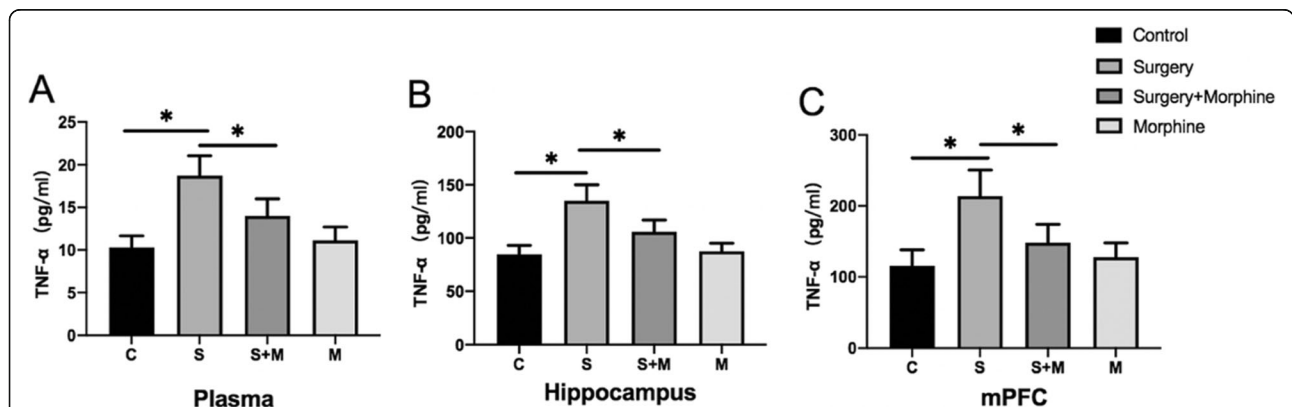 Control
Surgery
Surgery+Morphine
Morphine
A
TNF-α (pg/ml)
25
20
15
10
5
0
*
*
C S S+M M
Plasma
B
TNF-α (pg/ml)
200
150
100
50
0
*
*
C S S+M M
Hippocampus
C
TNF-α (pg/ml)
300
200
100
0
*
*
C S S+M M
mPFC